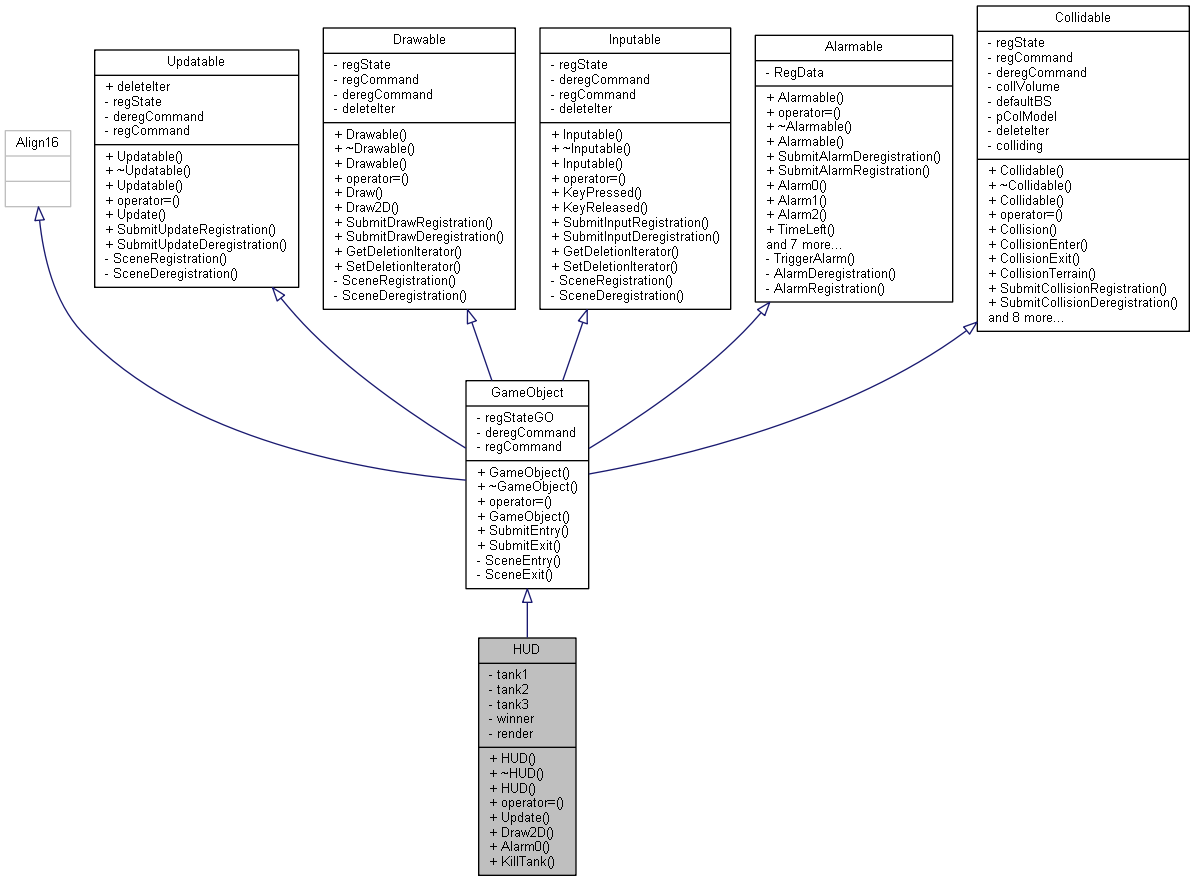 Align16
Updatable
+ deleteIter
- regState
- deregCommand
- regCommand
+ Updatable()
+ ~Updatable()
+ Updatable()
+ operator=()
+ Update()
+ SubmitUpdateRegistration()
+ SubmitUpdateDeregistration()
- SceneRegistration()
- SceneDeregistration()
Drawable
- regState
- regCommand
- deregCommand
- deleteIter
+ Drawable()
+ ~Drawable()
+ Drawable()
+ operator=()
+ Draw()
+ Draw2D()
+ SubmitDrawRegistration()
+ SubmitDrawDeregistration()
+ GetDeletionIterator()
+ SetDeletionIterator()
- SceneRegistration()
- SceneDeregistration()
Inputable
- regState
- deregCommand
- regCommand
- deleteIter
+ Inputable()
+ ~Inputable()
+ Inputable()
+ operator=()
+ KeyPressed()
+ KeyReleased()
+ SubmitInputRegistration()
+ SubmitInputDeregistration()
+ GetDeletionIterator()
+ SetDeletionIterator()
- SceneRegistration()
- SceneDeregistration()
Alarmable
- RegData
+ Alarmable()
+ operator=()
+ ~Alarmable()
+ Alarmable()
+ SubmitAlarmDeregistration()
+ SubmitAlarmRegistration()
+ Alarm0()
+ Alarm1()
+ Alarm2()
+ TimeLeft()
and 7 more...
- TriggerAlarm()
- AlarmDeregistration()
- AlarmRegistration()
Collidable
- regState
- regCommand
- deregCommand
- collVolume
- defaultBS
- pColModel
- deleteIter
- colliding
+ Collidable()
+ ~Collidable()
+ Collidable()
+ operator=()
+ Collision()
+ CollisionEnter()
+ CollisionExit()
+ CollisionTerrain()
+ SubmitCollisionRegistration()
+ SubmitCollisionDeregistration()
and 8 more...
GameObject
- regStateGO
- deregCommand
- regCommand
+ GameObject()
+ ~GameObject()
+ operator=()
+ GameObject()
+ SubmitEntry()
+ SubmitExit()
- SceneEntry()
- SceneExit()
HUD
- tank1
- tank2
- tank3
- winner
- render
+ HUD()
+ ~HUD()
+ HUD()
+ operator=()
+ Update()
+ Draw2D()
+ Alarm0()
+ KillTank()